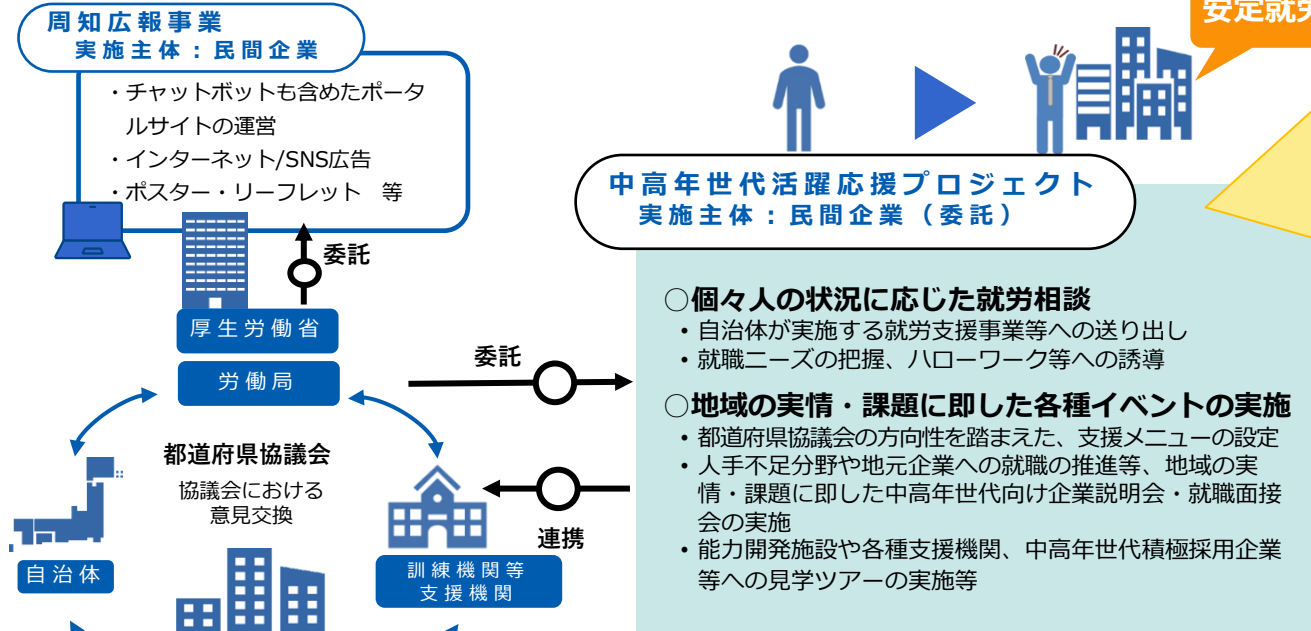 周知広報事業
実施主体：民間企業
・チャットボットも含めたポータ
ルサイトの運営
・インターネット/SNS広告
・ポスター・リーフレット　等
委託
厚生労働省
労働局
都道府県協議会
協議会における
意見交換
自治体
訓練機関等
支援機関
委託
連携
安定就労
中高年世代活躍応援プロジェクト
実施主体：民間企業（委託）
○個々人の状況に応じた就労相談
・自治体が実施する就労支援事業等への送り出し
・就職ニーズの把握、ハローワーク等への誘導
○地域の実情・課題に即した各種イベントの実施
・都道府県協議会の方向性を踏まえた、支援メニューの設定
・人手不足分野や地元企業への就職の推進等、地域の実
情・課題に即した中高年世代向け企業説明会・就職面接
会の実施
・能力開発施設や各種支援機関、中高年世代積極採用企業
等への見学ツアーの実施等